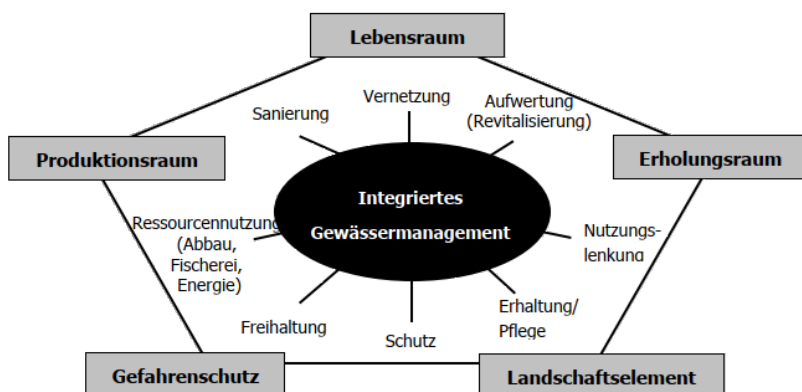 Lebensraum
Vernetzung
Aufwertung
(Revitalisierung)
Sanierung
Produktionsraum
Erholungsraum
Integriertes
Gewässermanagement
Ressourcennutzung
(Abbau,
Fischerei,
Energie)
Nutzungs-
lenkung
Freihaltung
Schutz
Erhaltung/
Pflege
Gefahrenschutz
Landschaftselement